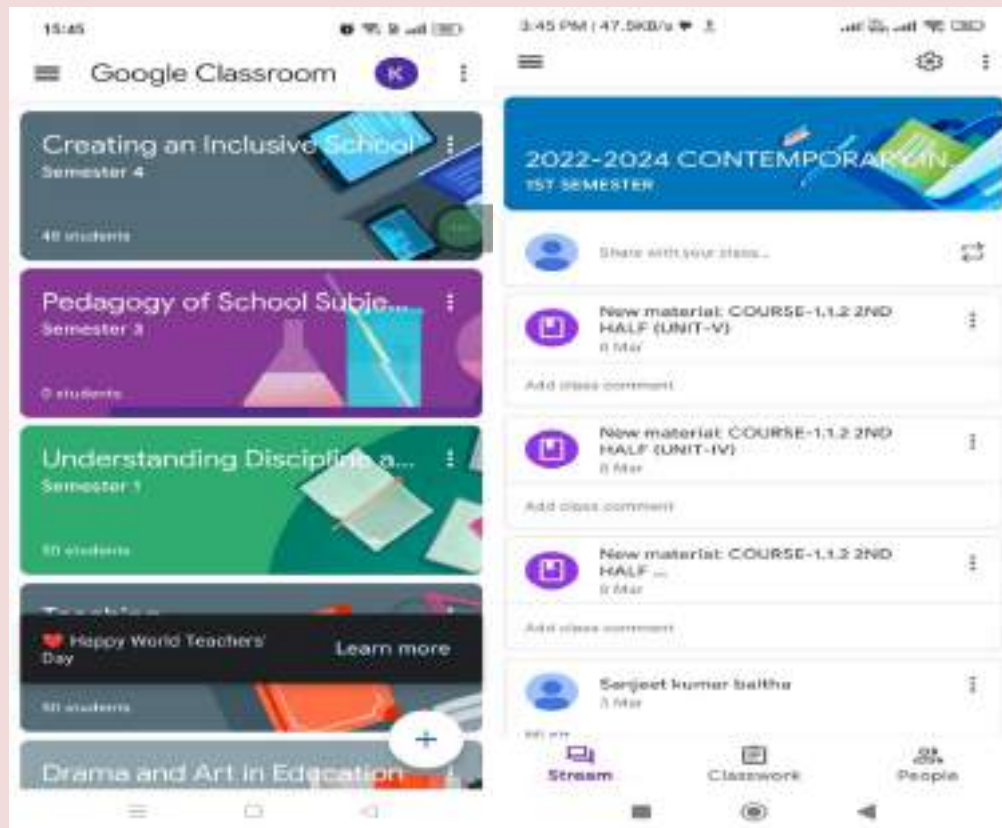 15:45
Google Classroom
K
Creating an Inclusive School
Semester 4
48 students
Pedagogy of School Subje...
Semester 3
0 students
Understanding Discipline a...
Semester 1
50 students
Teaching
❤ Happy World Teachers'
Day
Learn more
50 students
+
Drama and Art in Education
3:45 PM | 47.5KB/s
2022-2024 CONTEMPORARY IN...
1ST SEMESTER
Share with your class...
New material: COURSE-1.1.2 2ND
HALF (UNIT-V)
8 Mar
Add class comment
New material: COURSE-1.1.2 2ND
HALF (UNIT-IV)
8 Mar
Add class comment
New material: COURSE-1.1.2 2ND
HALF ...
8 Mar
Add class comment
Sanjeet kumar baitha
3 Mar
Stream
Classwork
People